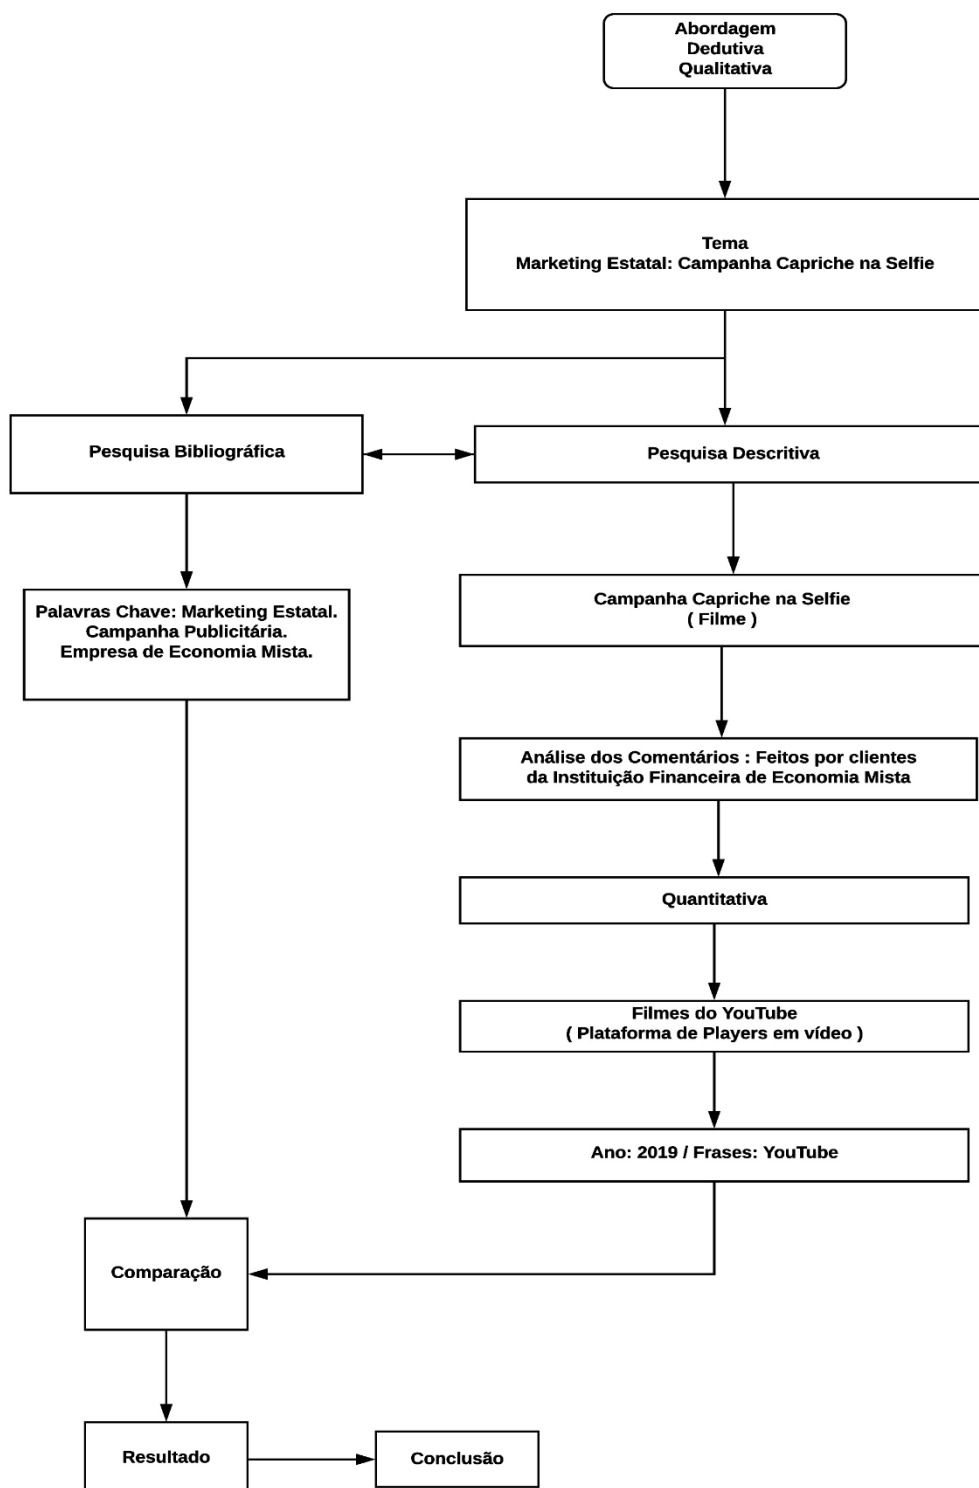 Abordagem
Dedutiva
Qualitativa
Tema
Marketing Estatal: Campanha Capriche na Selfie
Pesquisa Bibliográfica
Pesquisa Descritiva
Palavras Chave: Marketing Estatal.
Campanha Publicitária.
Empresa de Economia Mista.
Campanha Capriche na Selfie
( Filme )
Análise dos Comentários : Feitos por clientes
da Instituição Financeira de Economia Mista
Quantitativa
Filmes do YouTube
( Plataforma de Players em vídeo )
Ano: 2019 / Frases: YouTube
Comparação
Resultado
Conclusão